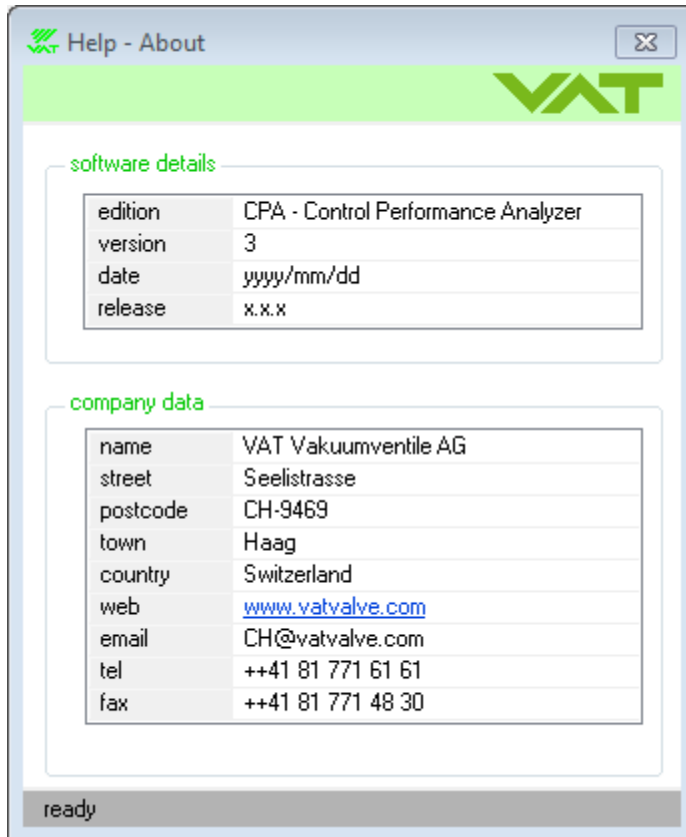 VAT Help - About
VAT
software details
edition CPA - Control Performance Analyzer
version 3
date yyyy/mm/dd
release x.x.x
company data
name VAT Vakuumventile AG
street Seelistrasse
postcode CH-9469
town Haag
country Switzerland
web www.vatvalve.com
email CH@vatvalve.com
tel ++41 81 771 61 61
fax ++41 81 771 48 30
ready